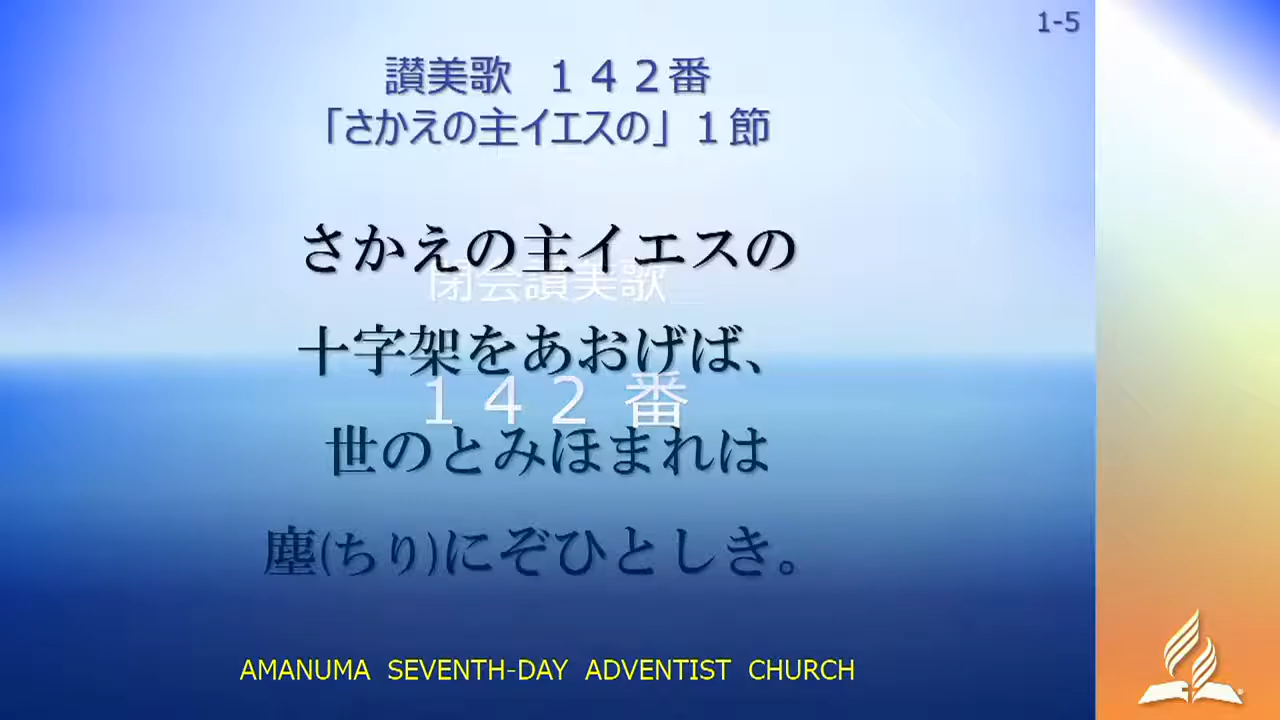 1-5
讃美歌　１４２番
「さかえの主イエスの」１節
さかえの主イエスの
閉会讃美歌
十字架をあおげば、
１４２ 番
世のとみほまれは
塵(ちり)にぞひとしき。
AMANUMA SEVENTH-DAY ADVENTIST CHURCH